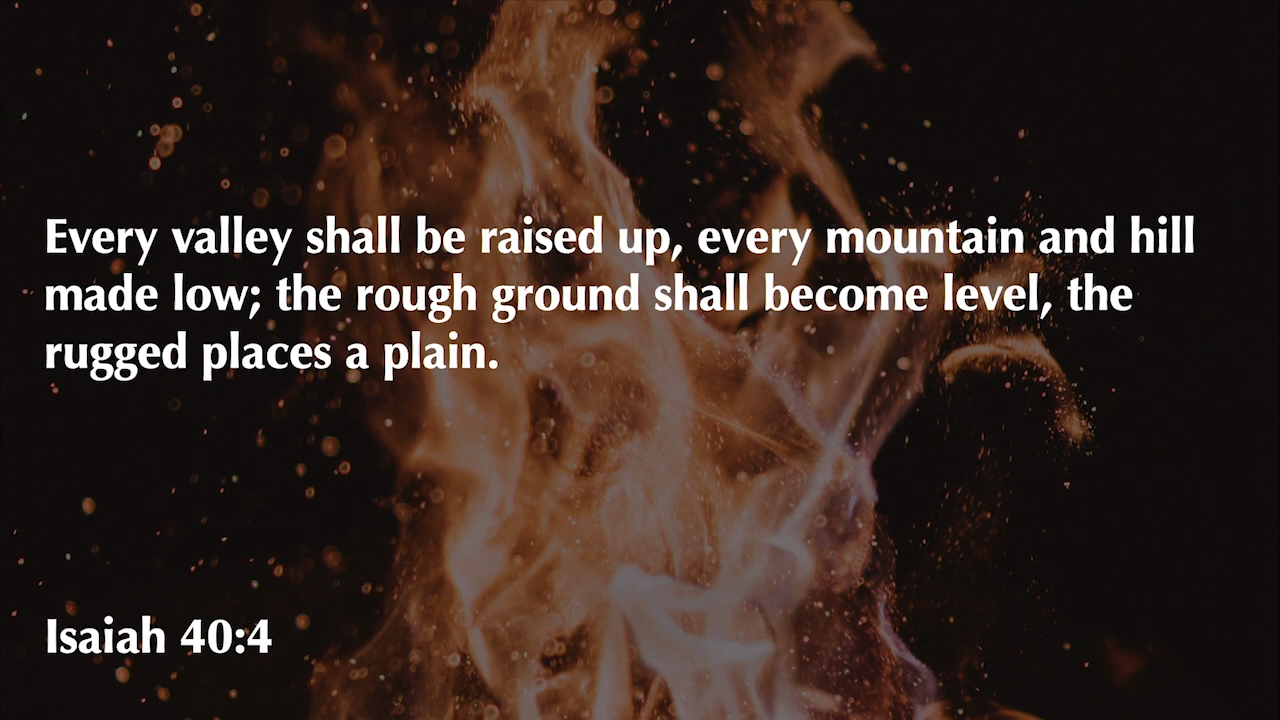 Every valley shall be raised up, every mountain and hill
made low; the rough ground shall become level, the
rugged places a plain.
Isaiah 40:4